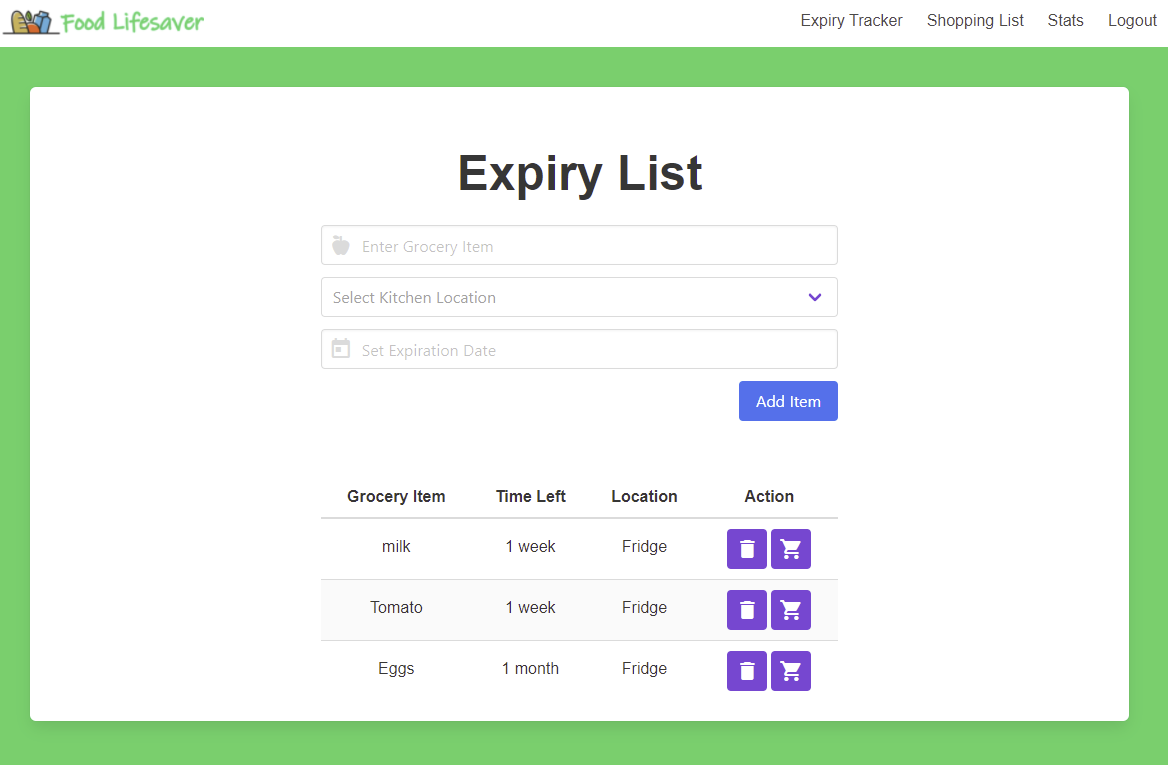 Food Lifesaver
Expiry Tracker Shopping List Stats Logout
Expiry List
Enter Grocery Item
Select Kitchen Location
Set Expiration Date
Add Item
Grocery Item Time Left Location Action
milk 1 week Fridge
Tomato 1 week Fridge
Eggs 1 month Fridge